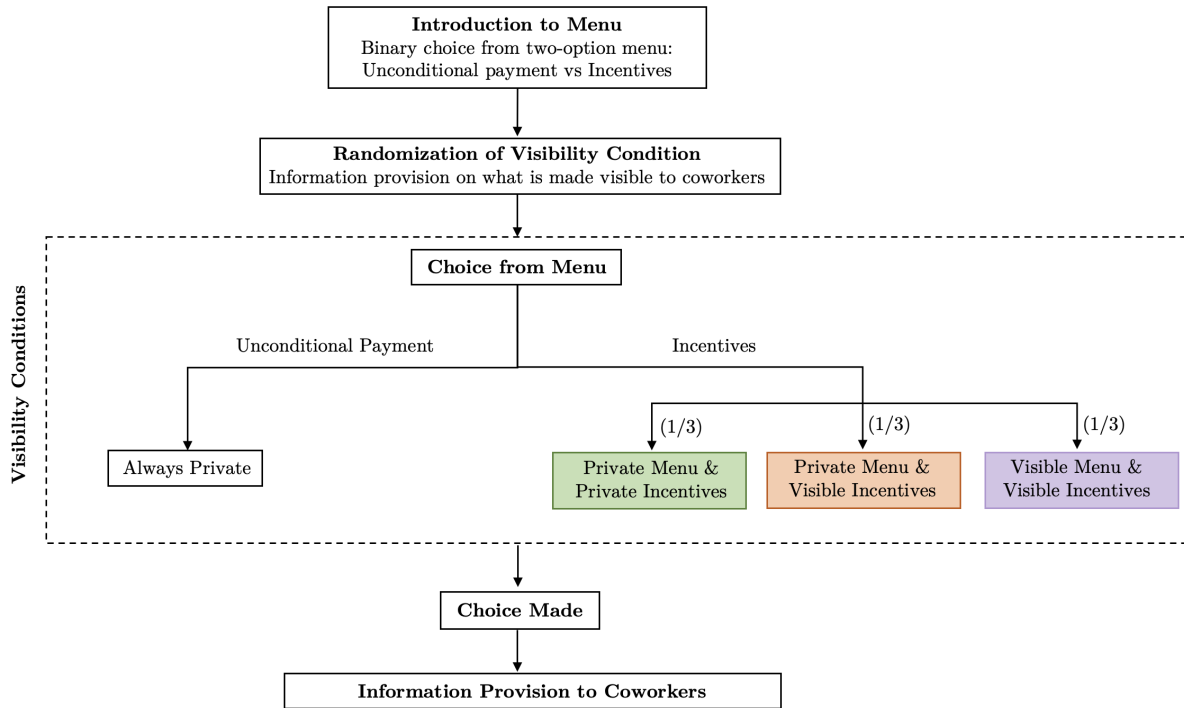 Introduction to Menu
Binary choice from two-option menu:
Unconditional payment vs Incentives
Randomization of Visibility Condition
Information provision on what is made visible to coworkers
Visibility Conditions
Choice from Menu
Unconditional Payment
Incentives
(1/3)
(1/3)
(1/3)
Always Private
Private Menu &
Private Incentives
Private Menu &
Visible Incentives
Visible Menu &
Visible Incentives
Choice Made
Information Provision to Coworkers